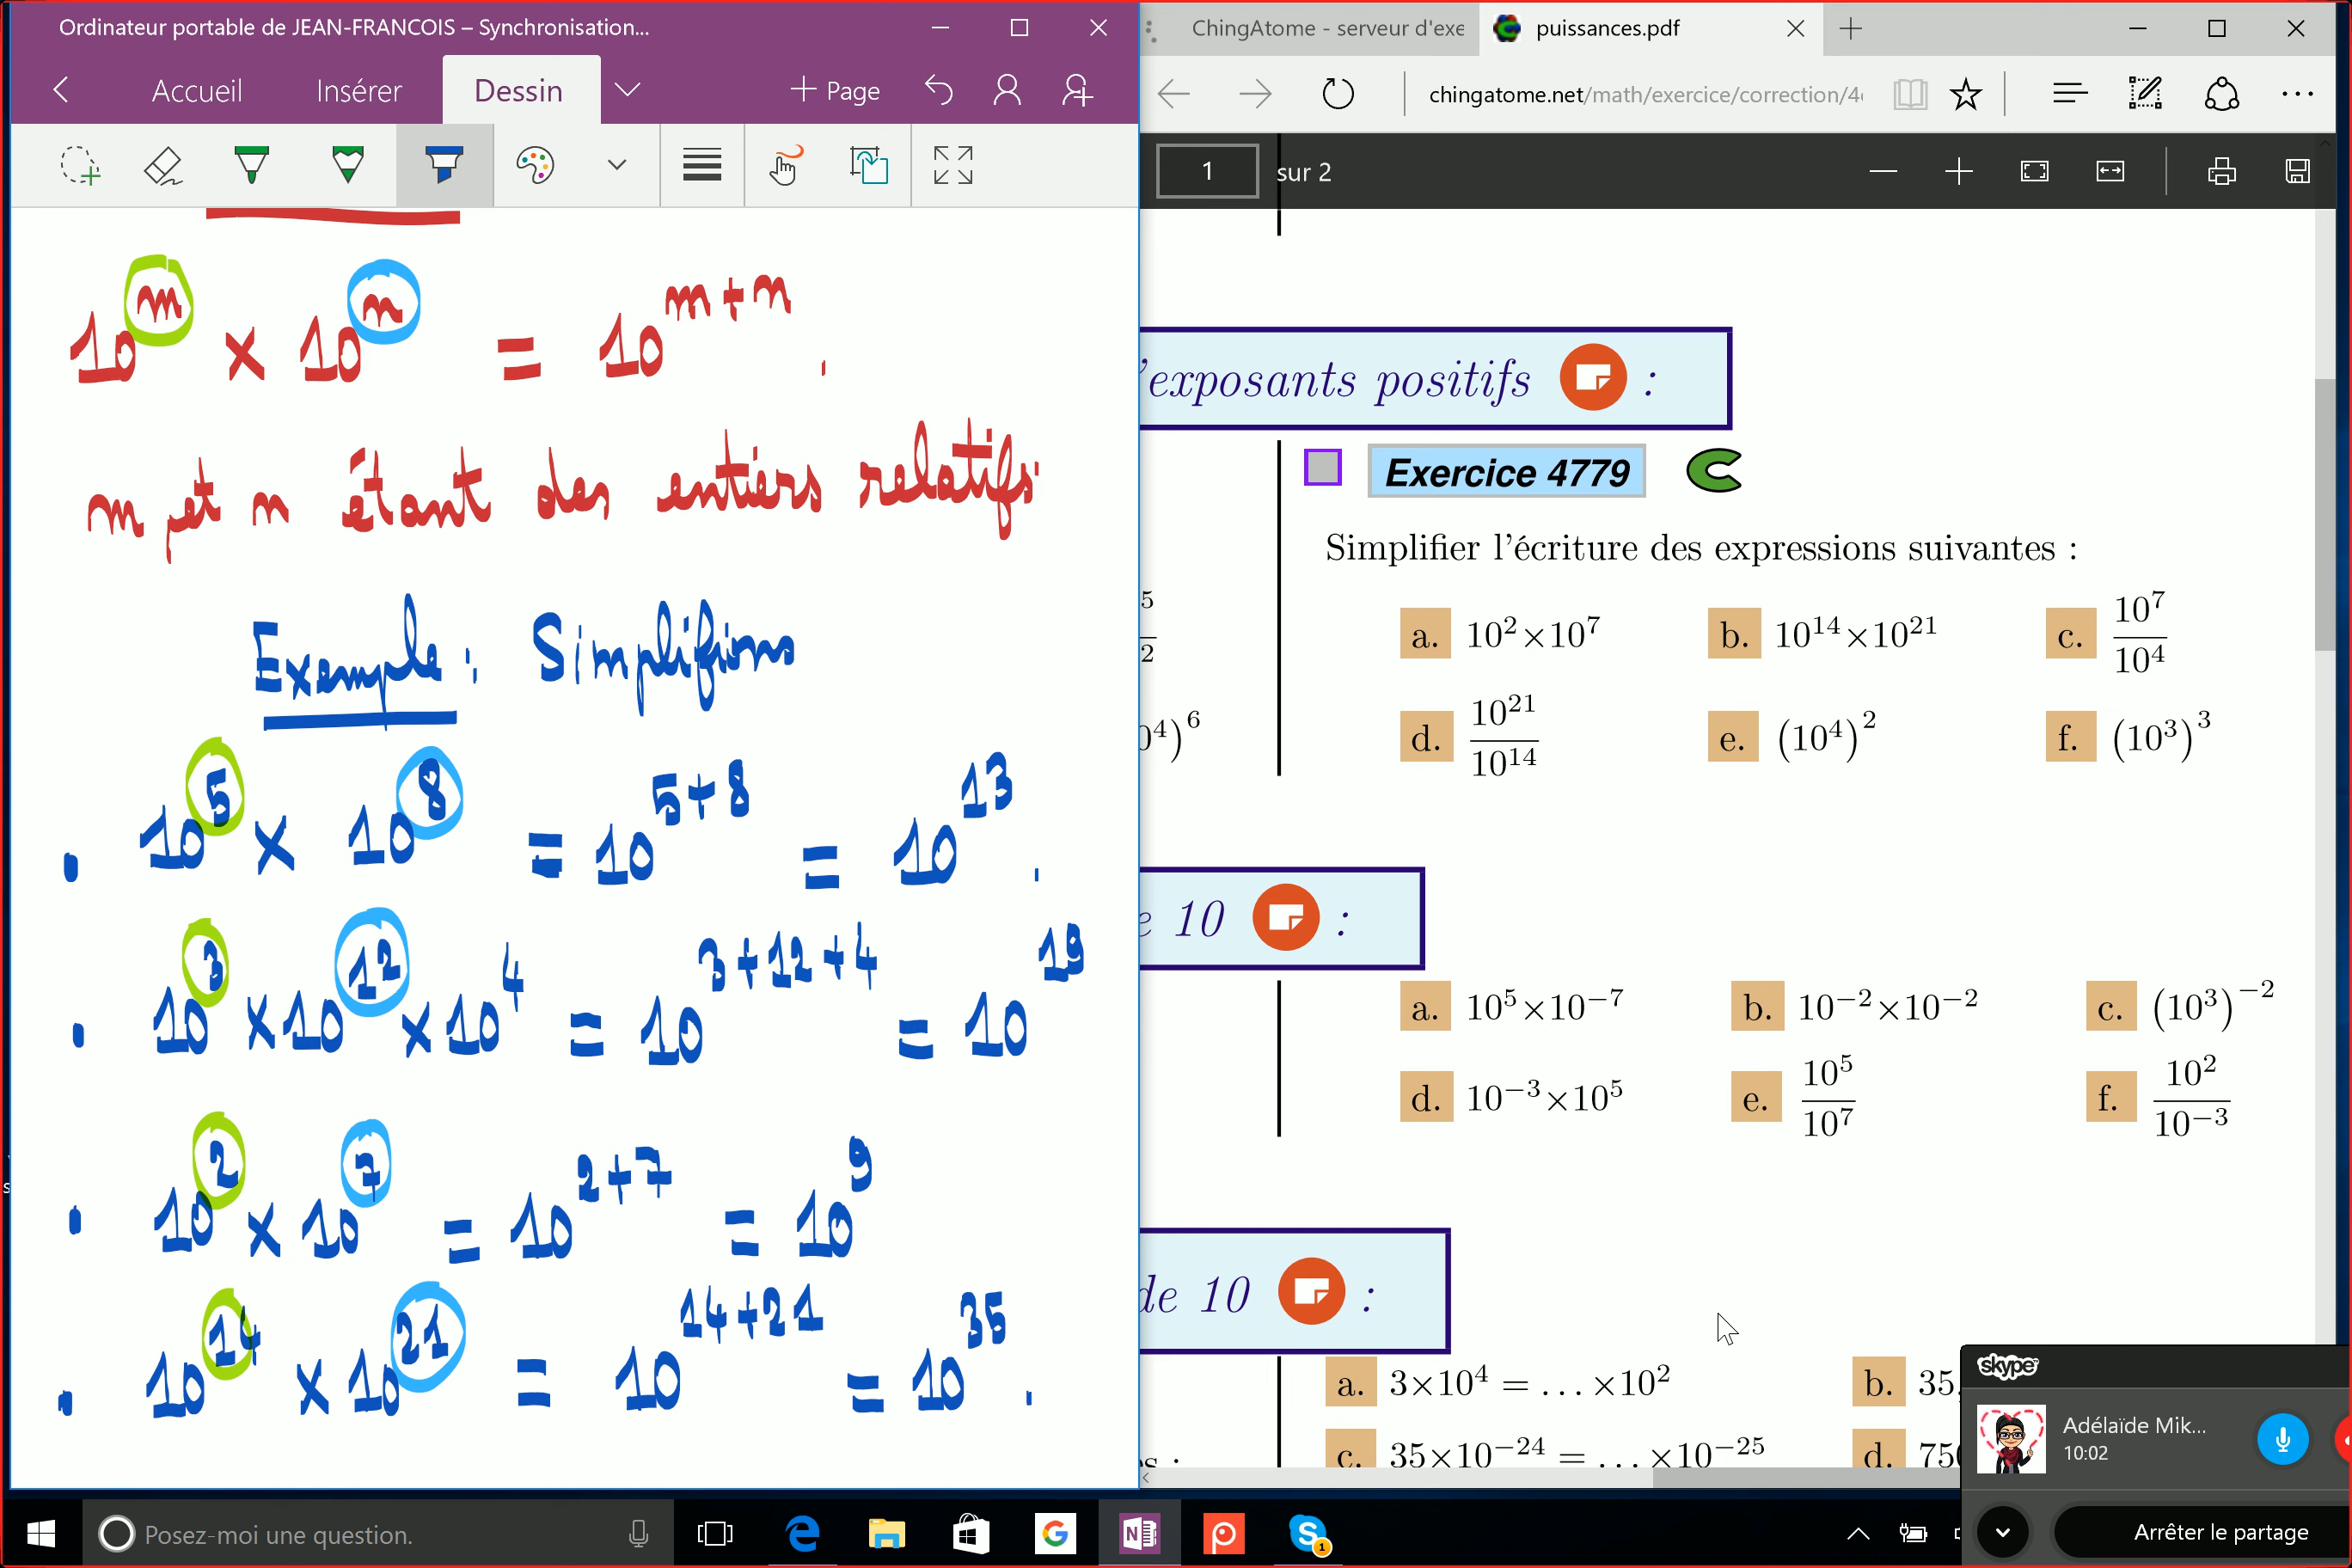 Ordinateur portable de JEAN-FRANCOIS – Synchronisation...
Accueil Insérer Dessin + Page
10^m × 10^n = 10^{m+n} .
m et n étant des entiers relatifs.
Exemple : Simplifions
. 10^5 × 10^8 = 10^{5+8} = 10^{13} .
. 10^3 × 10^{12} × 10^4 = 10^{3+12+4} = 10^{19}
. 10^2 × 10^7 = 10^{2+7} = 10^9
. 10^{14} × 10^{21} = 10^{14+21} = 10^{35} .
ChingAtome - serveur d'exe
puissances.pdf
chingatome.net/math/exercice/correction/4
1 sur 2
'exposants positifs :
Exercice 4779
Simplifier l'écriture des expressions suivantes :
a. 10^2×10^7 b. 10^{14}×10^{21} c. 10^7/10^4
d. 10^{21}/10^{14} e. (10^4)^2 f. (10^3)^3
5
2
0^4)^6
e 10 :
a. 10^5×10^{-7} b. 10^{-2}×10^{-2} c. (10^3)^{-2}
d. 10^{-3}×10^5 e. 10^5/10^7 f. 10^2/10^{-3}
de 10 :
a. 3×10^4 = ... ×10^2 b. 35,
c. 35×10^{-24} = ... ×10^{-25} d. 750
skype
Adélaïde Mik...
10:02
Arrêter le partage
Posez-moi une question.